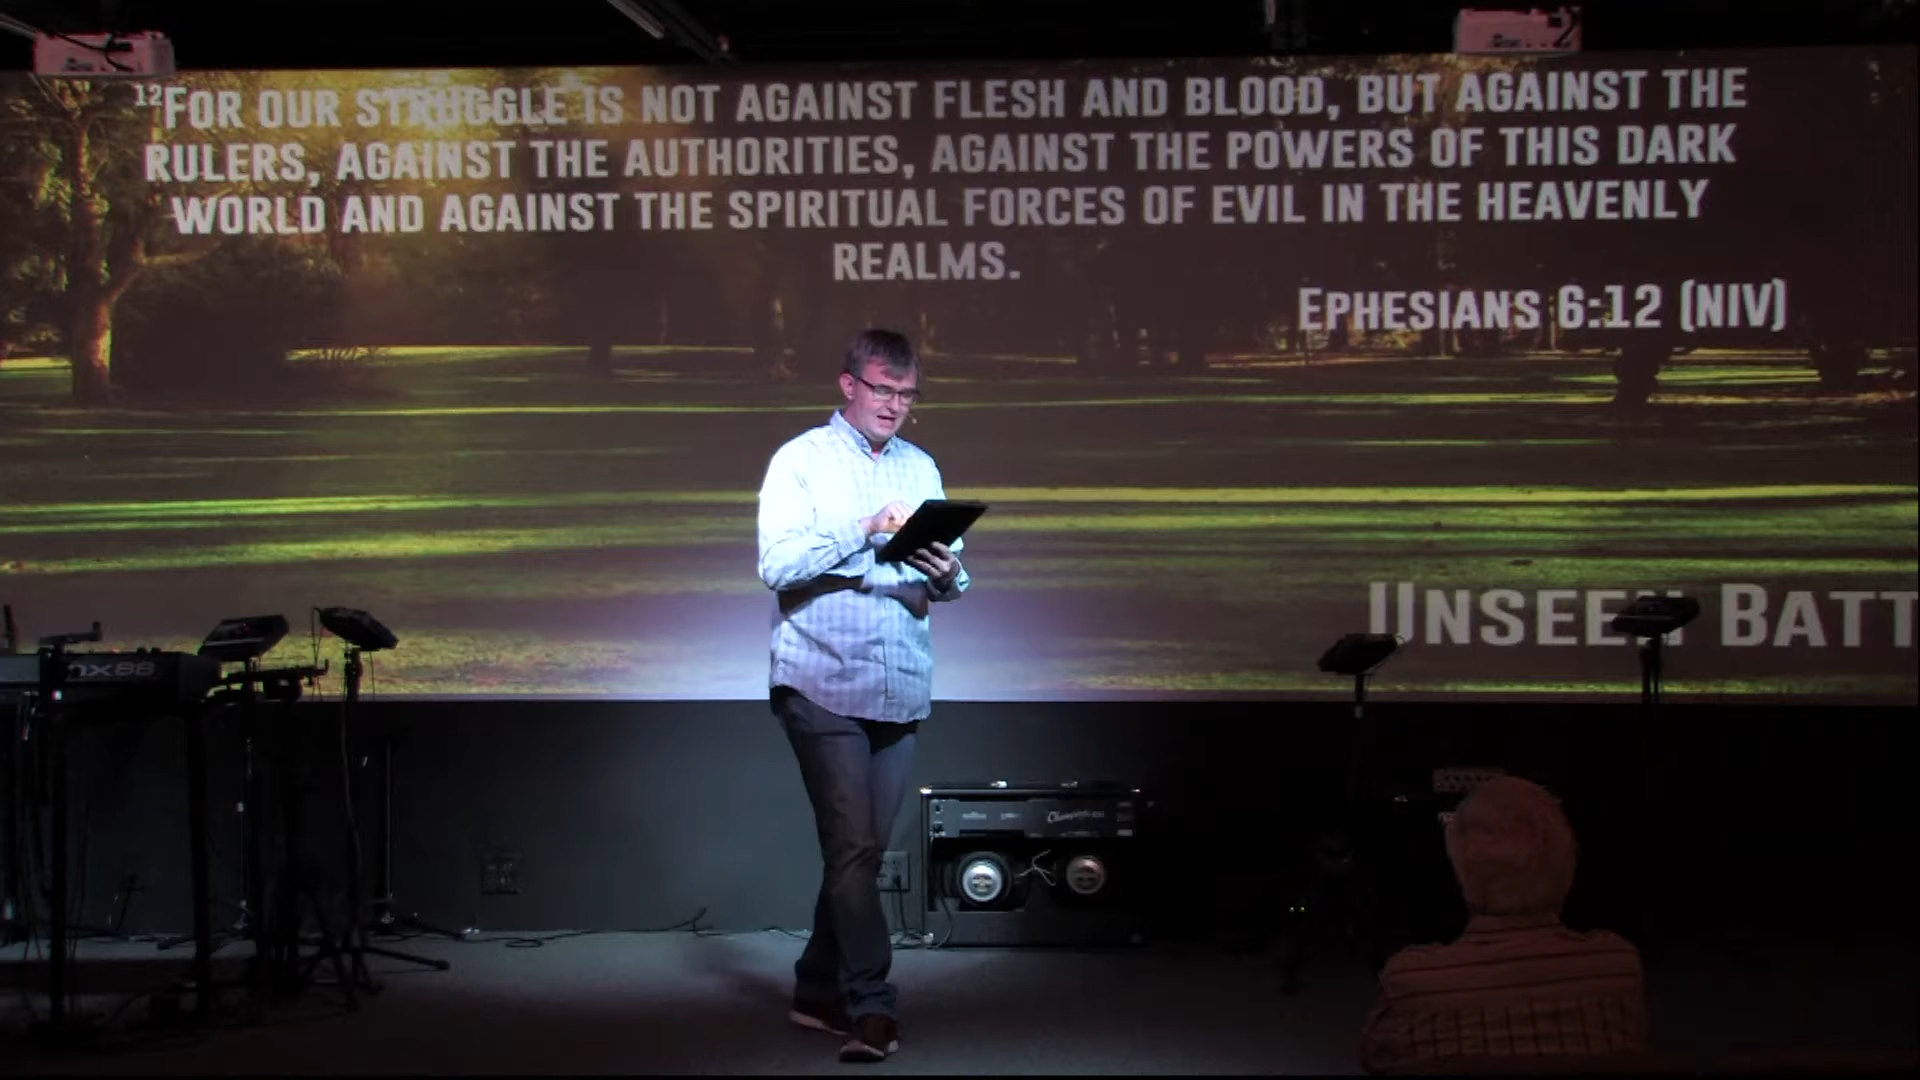 ¹²FOR OUR STRUGGLE IS NOT AGAINST FLESH AND BLOOD, BUT AGAINST THE
RULERS, AGAINST THE AUTHORITIES, AGAINST THE POWERS OF THIS DARK
WORLD AND AGAINST THE SPIRITUAL FORCES OF EVIL IN THE HEAVENLY
REALMS.
EPHESIANS 6:12 (NIV)
UNSEEN BATT